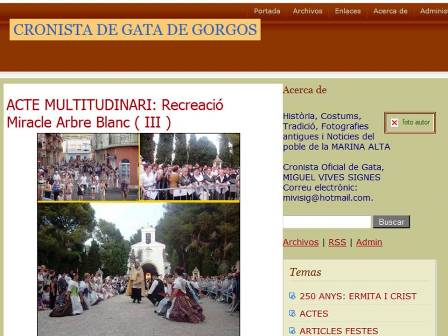 Portada Archivos Enlaces Acerca de Adminis
CRONISTA DE GATA DE GORGOS
ACTE MULTITUDINARI: Recreació
Miracle Arbre Blanc ( III )
Acerca de
Història, Costums,
Tradició, Fotografies
antigues i Noticies del
poble de la MARINA ALTA
foto autor
Cronista Oficial de Gata,
MIGUEL VIVES SIGNES
Correu electrònic:
mivisig@hotmail.com.
Buscar
Archivos | RSS | Admin
Temas
250 ANYS: ERMITA I CRIST
ACTES
ARTICLES FESTES